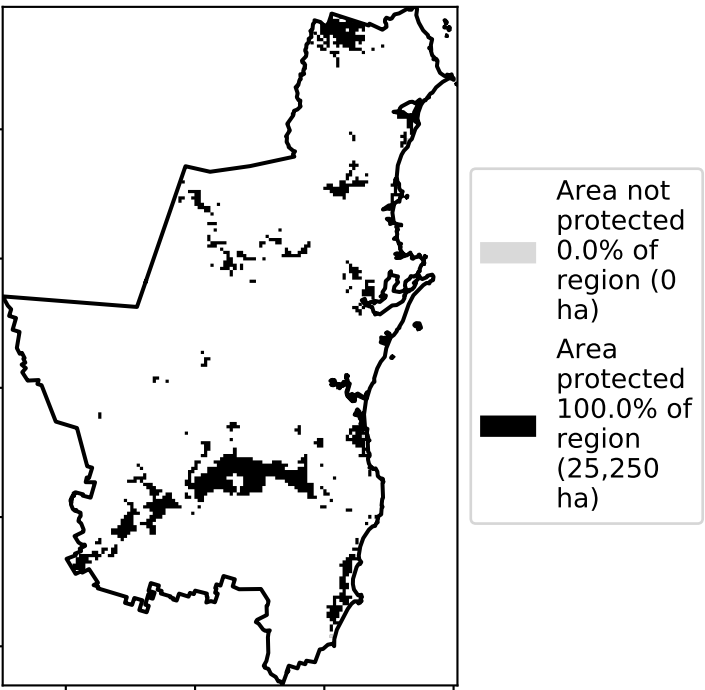 Area not
protected
0.0% of
region (0
ha)
Area
protected
100.0% of
region
(25,250
ha)